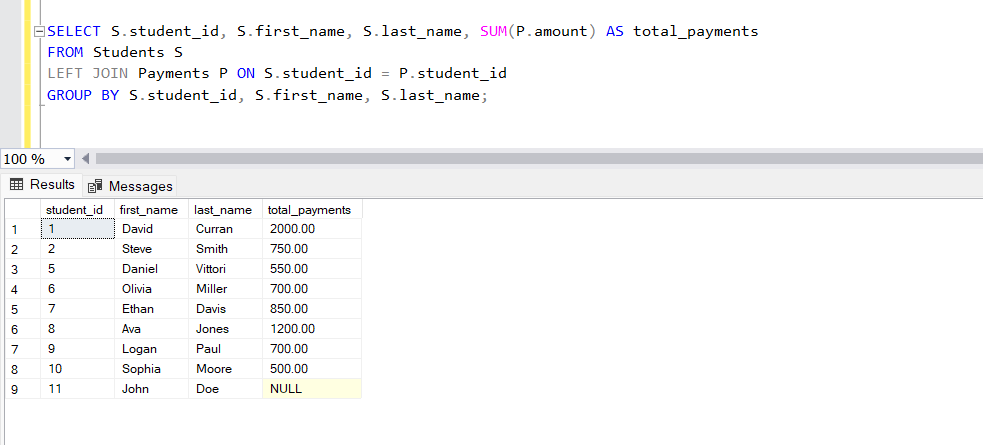 SELECT S.student_id, S.first_name, S.last_name, SUM(P.amount) AS total_payments
FROM Students S
LEFT JOIN Payments P ON S.student_id = P.student_id
GROUP BY S.student_id, S.first_name, S.last_name;
100 %
Results Messages
student_id first_name last_name total_payments
1 1 David Curran 2000.00
2 2 Steve Smith 750.00
3 5 Daniel Vittori 550.00
4 6 Olivia Miller 700.00
5 7 Ethan Davis 850.00
6 8 Ava Jones 1200.00
7 9 Logan Paul 700.00
8 10 Sophia Moore 500.00
9 11 John Doe NULL